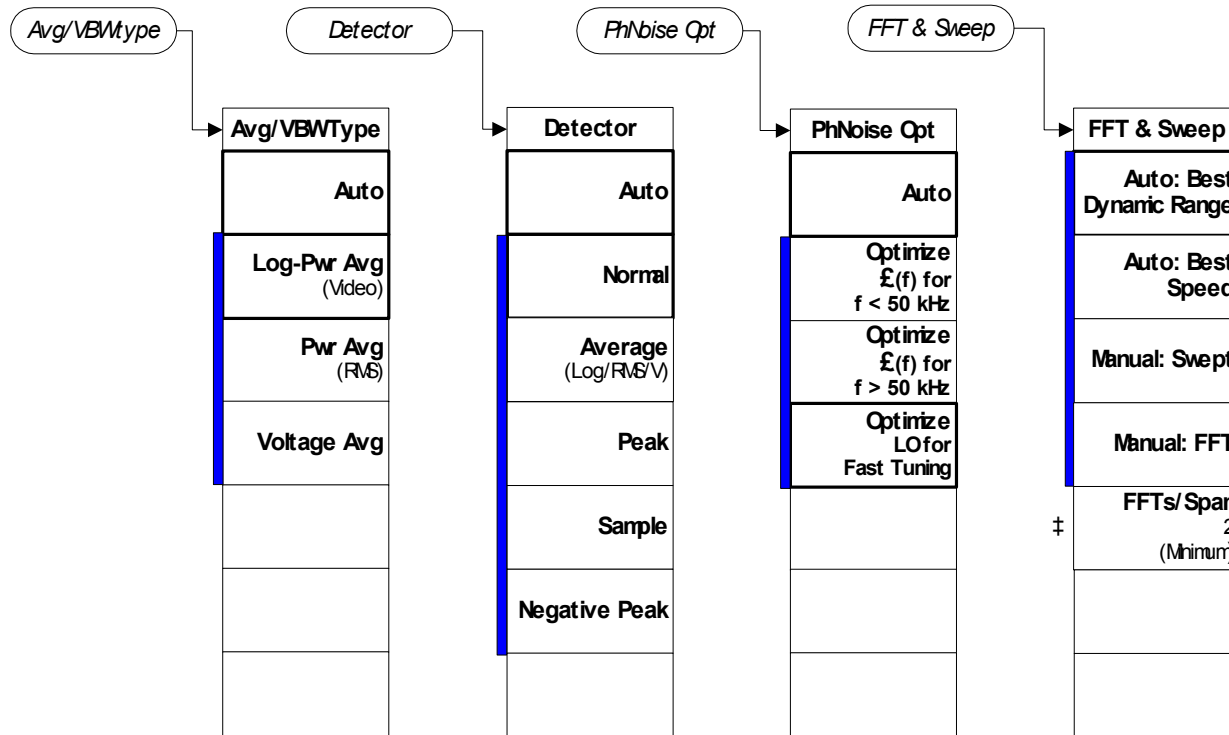 Avg/VBWtype
Detector
PhNoise Opt
FFT & Sweep
Avg/VBWType
Auto
Log-Pwr Avg
(Video)
Pwr Avg
(RMS)
Voltage Avg
Detector
Auto
Normal
Average
(Log/RMS/V)
Peak
Sample
Negative Peak
PhNoise Opt
Auto
Optimize
£(f) for
f < 50 kHz
Optimize
£(f) for
f > 50 kHz
Optimize
LO for
Fast Tuning
FFT & Sweep
Auto: Best
Dynamic Range
Auto: Best
Speed
Manual: Swept
Manual: FFT
‡
FFTs/Span
2
(Minimum)